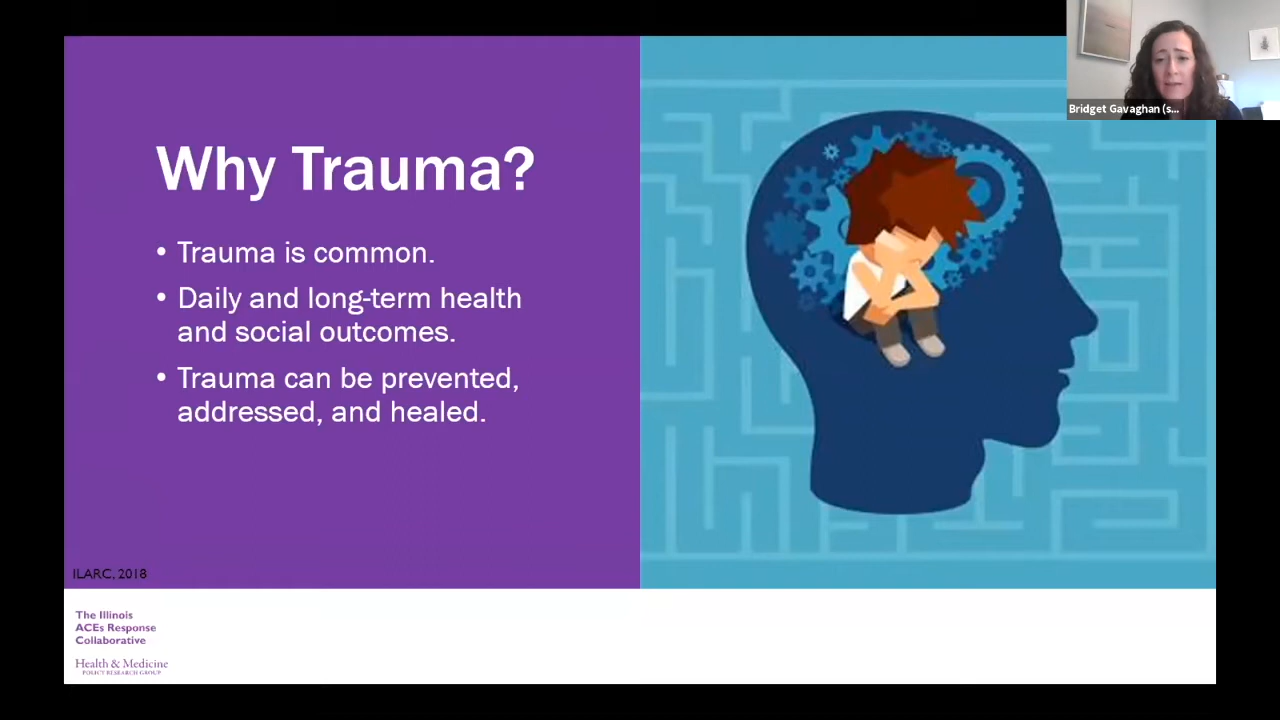 Bridget Gavaghan (s...
Why Trauma?
• Trauma is common.
• Daily and long-term health
and social outcomes.
• Trauma can be prevented,
addressed, and healed.
ILARC, 2018
The Illinois
ACEs Response
Collaborative
Health & Medicine
POLICY RESEARCH GROUP